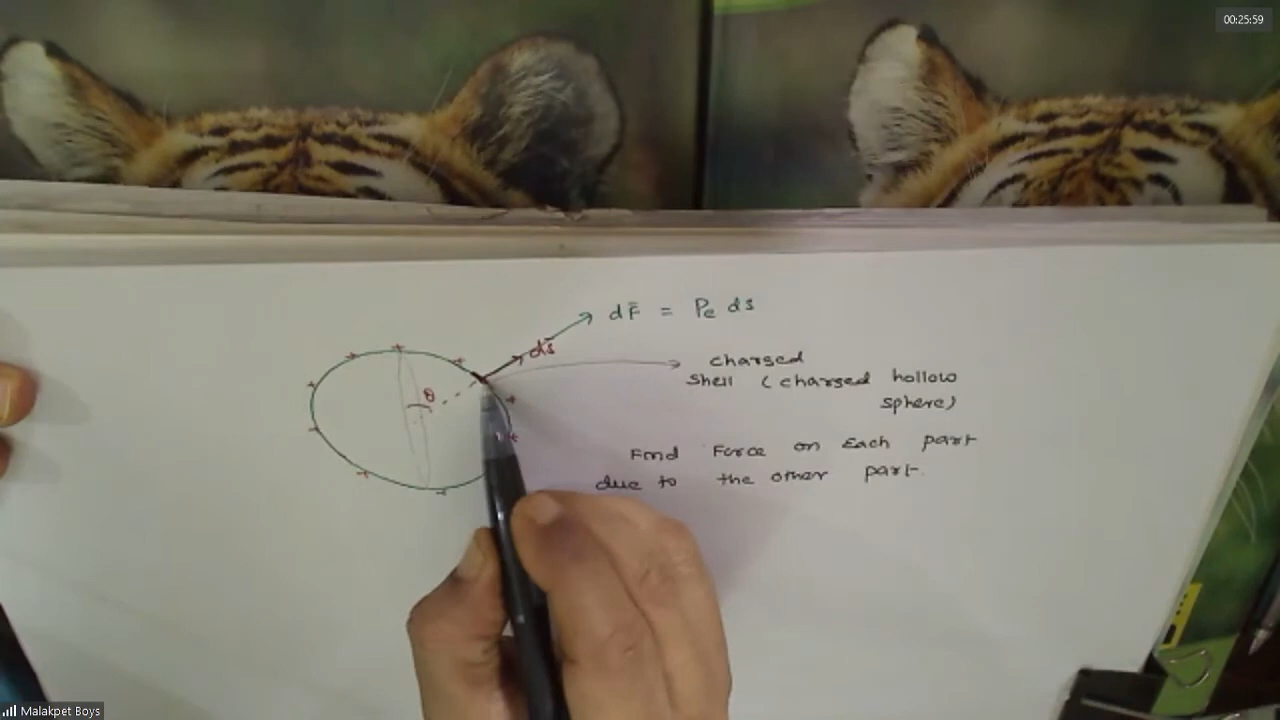 00:25:59
dF̄ = Pe ds
ds
θ
charged
shell ( charged hollow
sphere)
Find Force on Each part
due to the other part.
Malakpet Boys